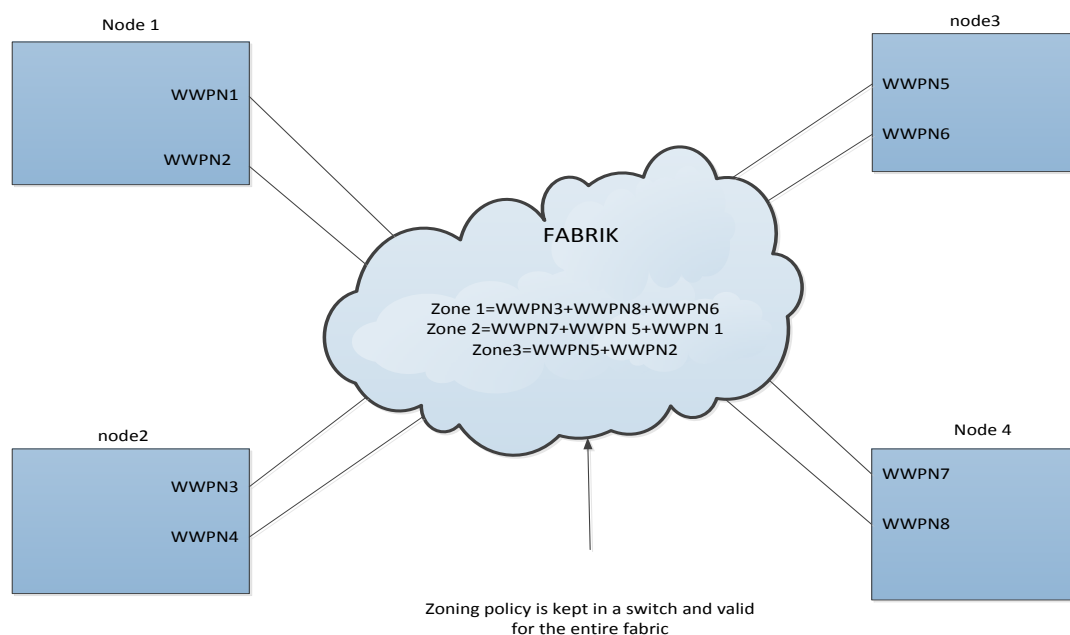 Node 1
node3
WWPN1
WWPN2
WWPN5
WWPN6
FABRIK
Zone 1=WWPN3+WWPN8+WWPN6
Zone 2=WWPN7+WWPN 5+WWPN 1
Zone3=WWPN5+WWPN2
node2
Node 4
WWPN3
WWPN4
WWPN7
WWPN8
Zoning policy is kept in a switch and valid
for the entire fabric